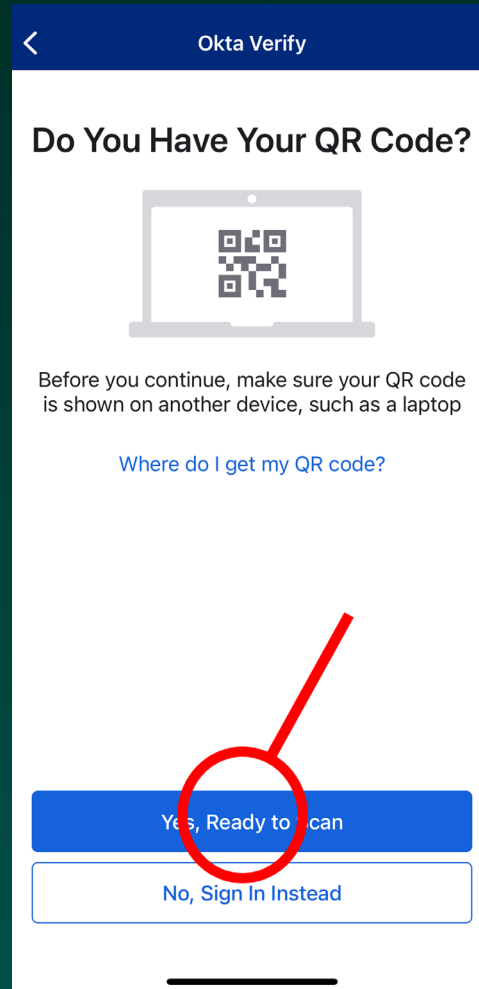 Okta Verify
Do You Have Your QR Code?
Before you continue, make sure your QR code
is shown on another device, such as a laptop
Where do I get my QR code?
Yes, Ready to Scan
No, Sign In Instead